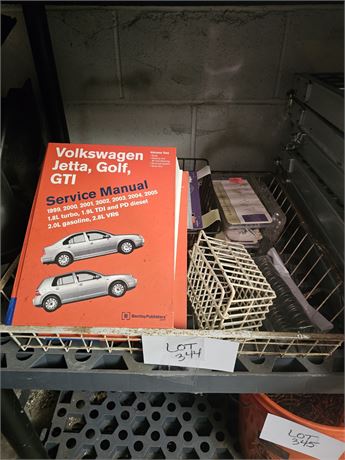 Volkswagen
Jetta, Golf,
GTI
Service Manual
1999, 2000, 2001, 2002, 2003, 2004, 2005
1.8L turbo, 1.9L TDI and PD diesel
2.0L gasoline, 2.8L VR6
Bentley Publishers
LOT
344
LOT
345